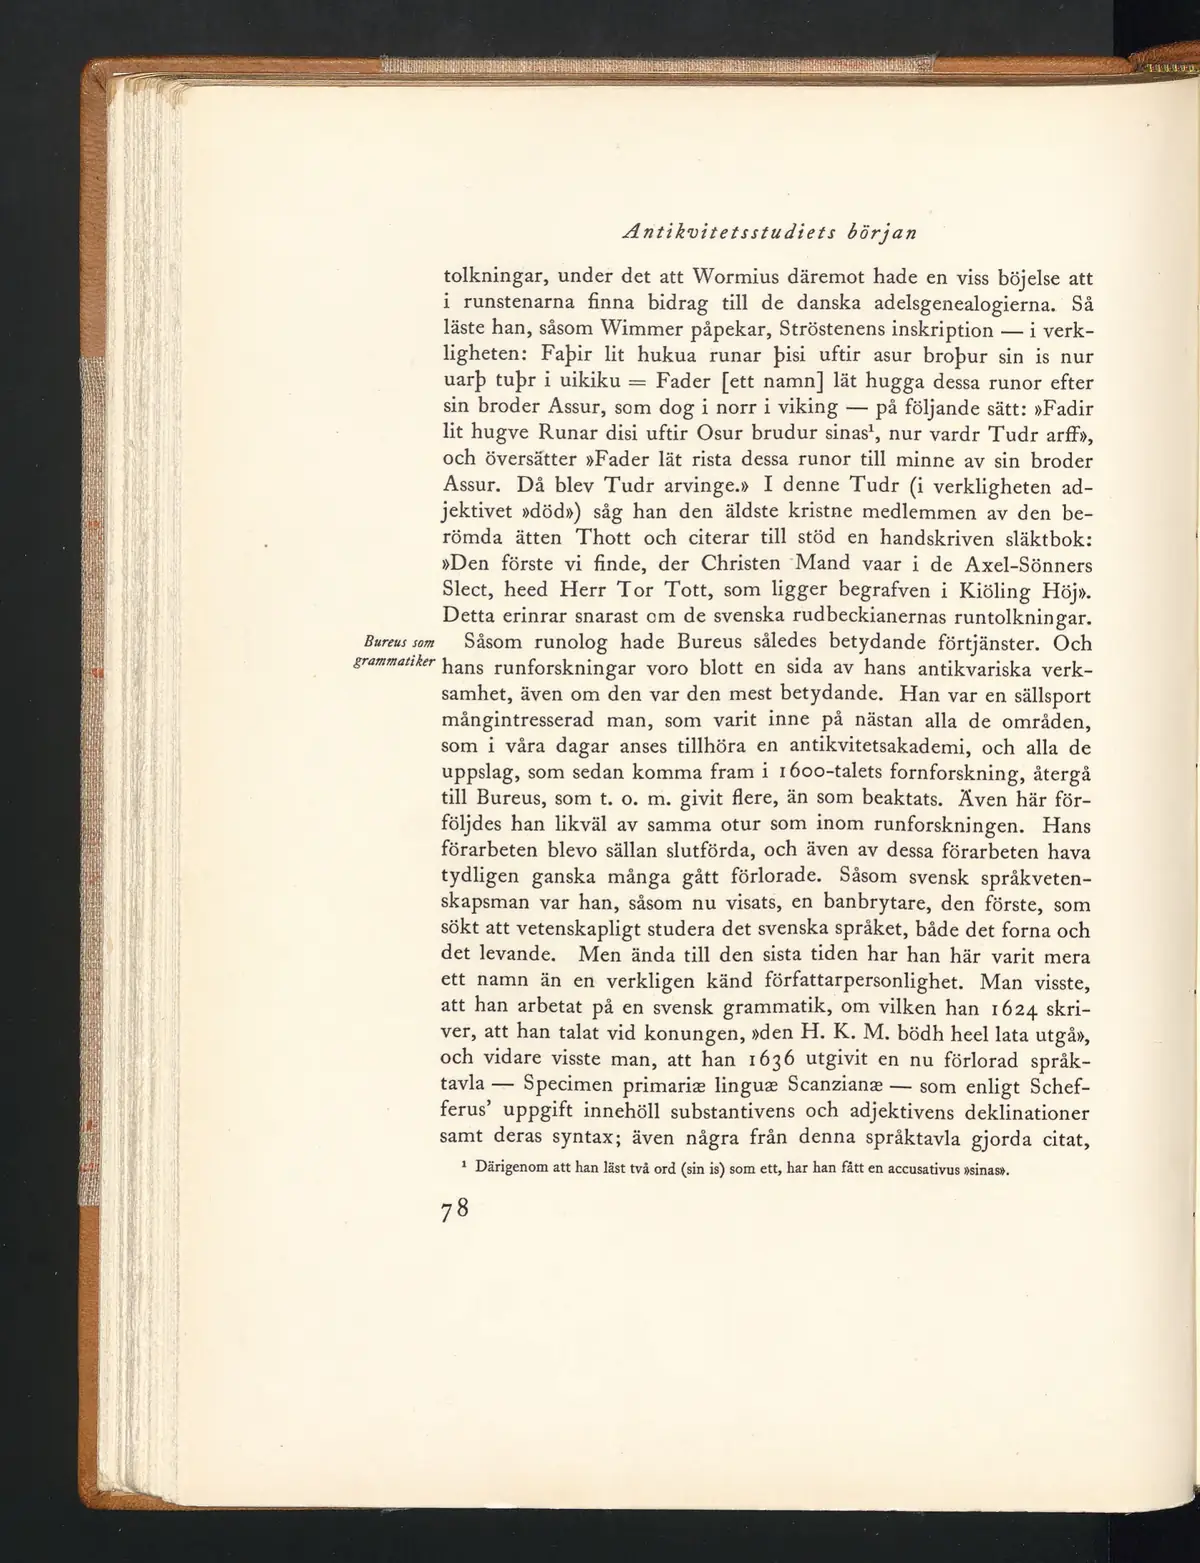 Antikvitetsstudiets början
tolkningar, under det att Wormius däremot hade en viss böjelse att
i runstenarna finna bidrag till de danska adelsgenealogierna. Så
läste han, såsom Wimmer påpekar, Ströstenens inskription — i verk-
ligheten: Faþir lit hukua runar þisi uftir asur broþur sin is nur
uarþ tuþr i uikiku = Fader [ett namn] lät hugga dessa runor efter
sin broder Assur, som dog i norr i viking — på följande sätt: »Fadir
lit hugve Runar disi uftir Osur brudur sinas¹, nur vardr Tudr arff»,
och översätter »Fader lät rista dessa runor till minne av sin broder
Assur. Då blev Tudr arvinge.» I denne Tudr (i verkligheten ad-
jektivet »död») såg han den äldste kristne medlemmen av den be-
römda ätten Thott och citerar till stöd en handskriven släktbok:
»Den förste vi finde, der Christen Mand vaar i de Axel-Sönners
Slect, heed Herr Tor Tott, som ligger begrafven i Kiöling Höj».
Detta erinrar snarast om de svenska rudbeckianernas runtolkningar.
Bureus som
grammatiker
Såsom runolog hade Bureus således betydande förtjänster. Och
hans runforskningar voro blott en sida av hans antikvariska verk-
samhet, även om den var den mest betydande. Han var en sällsport
mångintresserad man, som varit inne på nästan alla de områden,
som i våra dagar anses tillhöra en antikvitetsakademi, och alla de
uppslag, som sedan komma fram i 1600-talets fornforskning, återgå
till Bureus, som t. o. m. givit flere, än som beaktats. Även här för-
följdes han likväl av samma otur som inom runforskningen. Hans
förarbeten blevo sällan slutförda, och även av dessa förarbeten hava
tydligen ganska många gått förlorade. Såsom svensk språkveten-
skapsman var han, såsom nu visats, en banbrytare, den förste, som
sökt att vetenskapligt studera det svenska språket, både det forna och
det levande. Men ända till den sista tiden har han här varit mera
ett namn än en verkligen känd författarpersonlighet. Man visste,
att han arbetat på en svensk grammatik, om vilken han 1624 skri-
ver, att han talat vid konungen, »den H. K. M. bödh heel lata utgå»,
och vidare visste man, att han 1636 utgivit en nu förlorad språk-
tavla — Specimen primariæ linguæ Scanzianæ — som enligt Schef-
ferus’ uppgift innehöll substantivens och adjektivens deklinationer
samt deras syntax; även några från denna språktavla gjorda citat,
¹ Därigenom att han läst två ord (sin is) som ett, har han fått en accusativus »sinas».
78